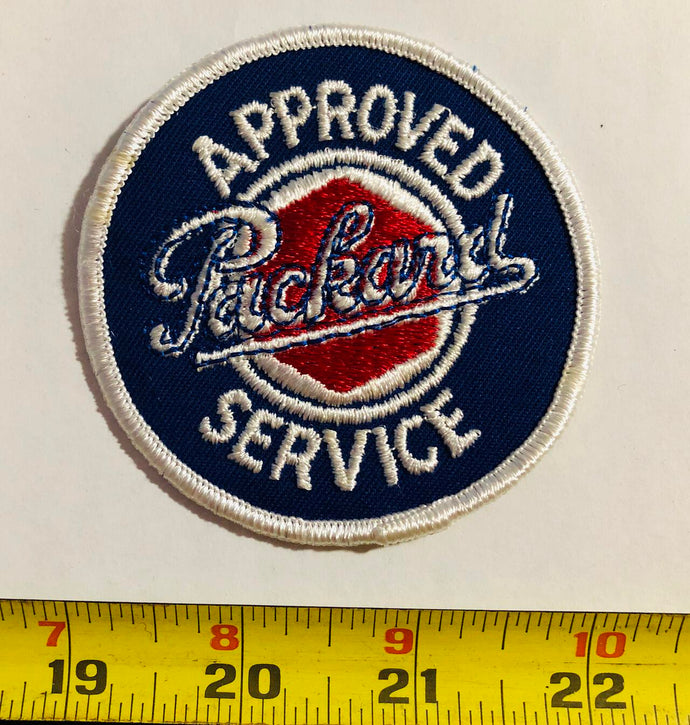 APPROVED
Packard
SERVICE
7 8 9 10
19 20 21 22